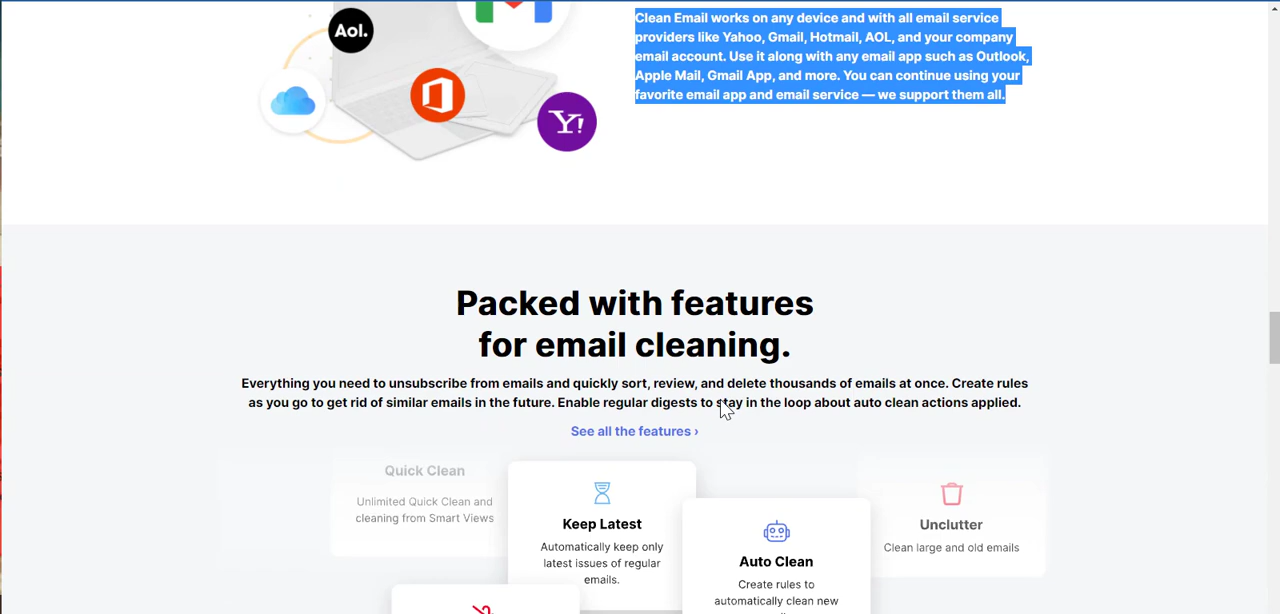 Aol.
Y!
Clean Email works on any device and with all email service
providers like Yahoo, Gmail, Hotmail, AOL, and your company
email account. Use it along with any email app such as Outlook,
Apple Mail, Gmail App, and more. You can continue using your
favorite email app and email service — we support them all.
Packed with features
for email cleaning.
Everything you need to unsubscribe from emails and quickly sort, review, and delete thousands of emails at once. Create rules
as you go to get rid of similar emails in the future. Enable regular digests to stay in the loop about auto clean actions applied.
See all the features ›
Quick Clean
Unlimited Quick Clean and
cleaning from Smart Views
Keep Latest
Automatically keep only
latest issues of regular
emails.
Auto Clean
Create rules to
automatically clean new
Unclutter
Clean large and old emails